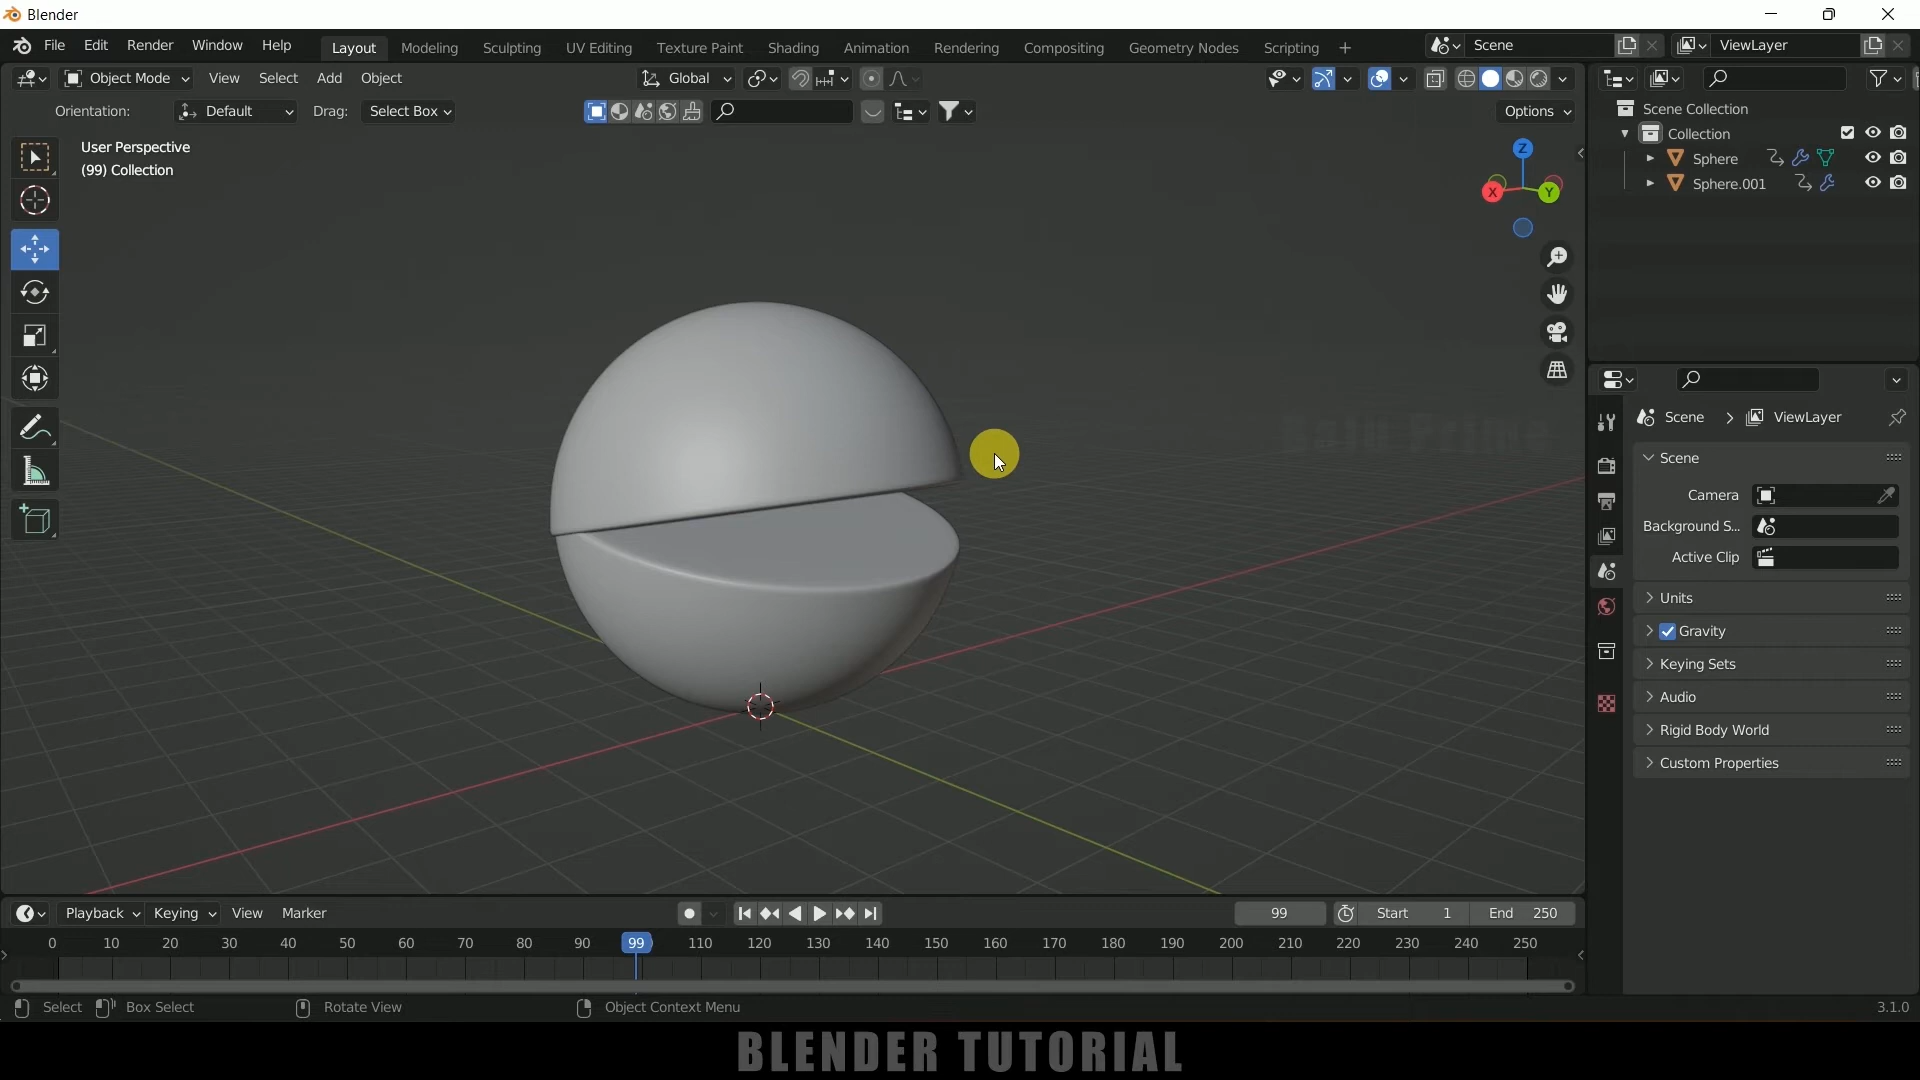 Blender
File Edit Render Window Help Layout Modeling Sculpting UV Editing Texture Paint Shading Animation Rendering Compositing Geometry Nodes Scripting + Scene ViewLayer
Object Mode View Select Add Object Global
Orientation: Default Drag: Select Box Options
User Perspective
(99) Collection
Z
X
Y
Scene Collection
Collection
Sphere
Sphere.001
Scene ViewLayer
Scene
Camera
Background S...
Active Clip
Units
Gravity
Keying Sets
Audio
Rigid Body World
Custom Properties
Playback Keying View Marker 99 Start 1 End 250
0 10 20 30 40 50 60 70 80 90 99 110 120 130 140 150 160 170 180 190 200 210 220 230 240 250
Select Box Select Rotate View Object Context Menu 3.1.0
BLENDER TUTORIAL